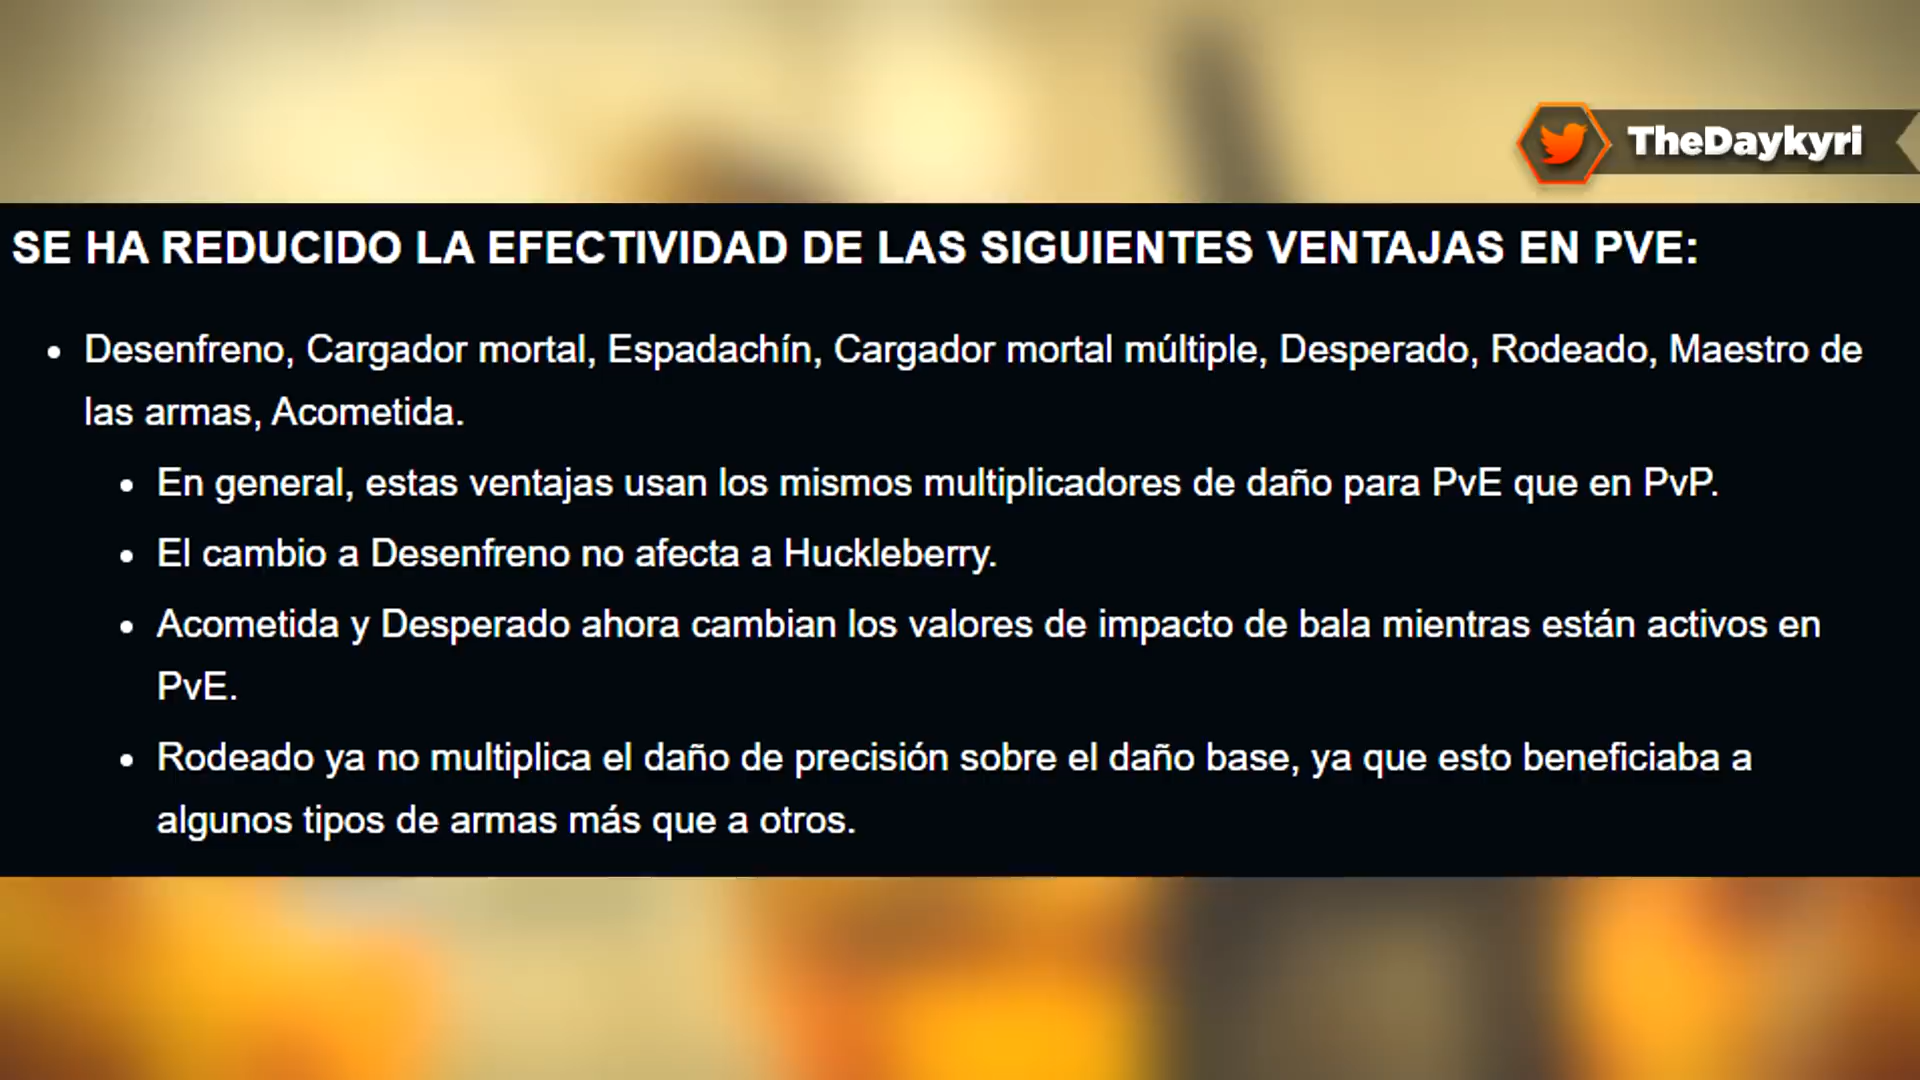 TheDaykyri
SE HA REDUCIDO LA EFECTIVIDAD DE LAS SIGUIENTES VENTAJAS EN PVE:
• Desenfreno, Cargador mortal, Espadachín, Cargador mortal múltiple, Desperado, Rodeado, Maestro de
las armas, Acometida.
• En general, estas ventajas usan los mismos multiplicadores de daño para PvE que en PvP.
• El cambio a Desenfreno no afecta a Huckleberry.
• Acometida y Desperado ahora cambian los valores de impacto de bala mientras están activos en
PvE.
• Rodeado ya no multiplica el daño de precisión sobre el daño base, ya que esto beneficiaba a
algunos tipos de armas más que a otros.